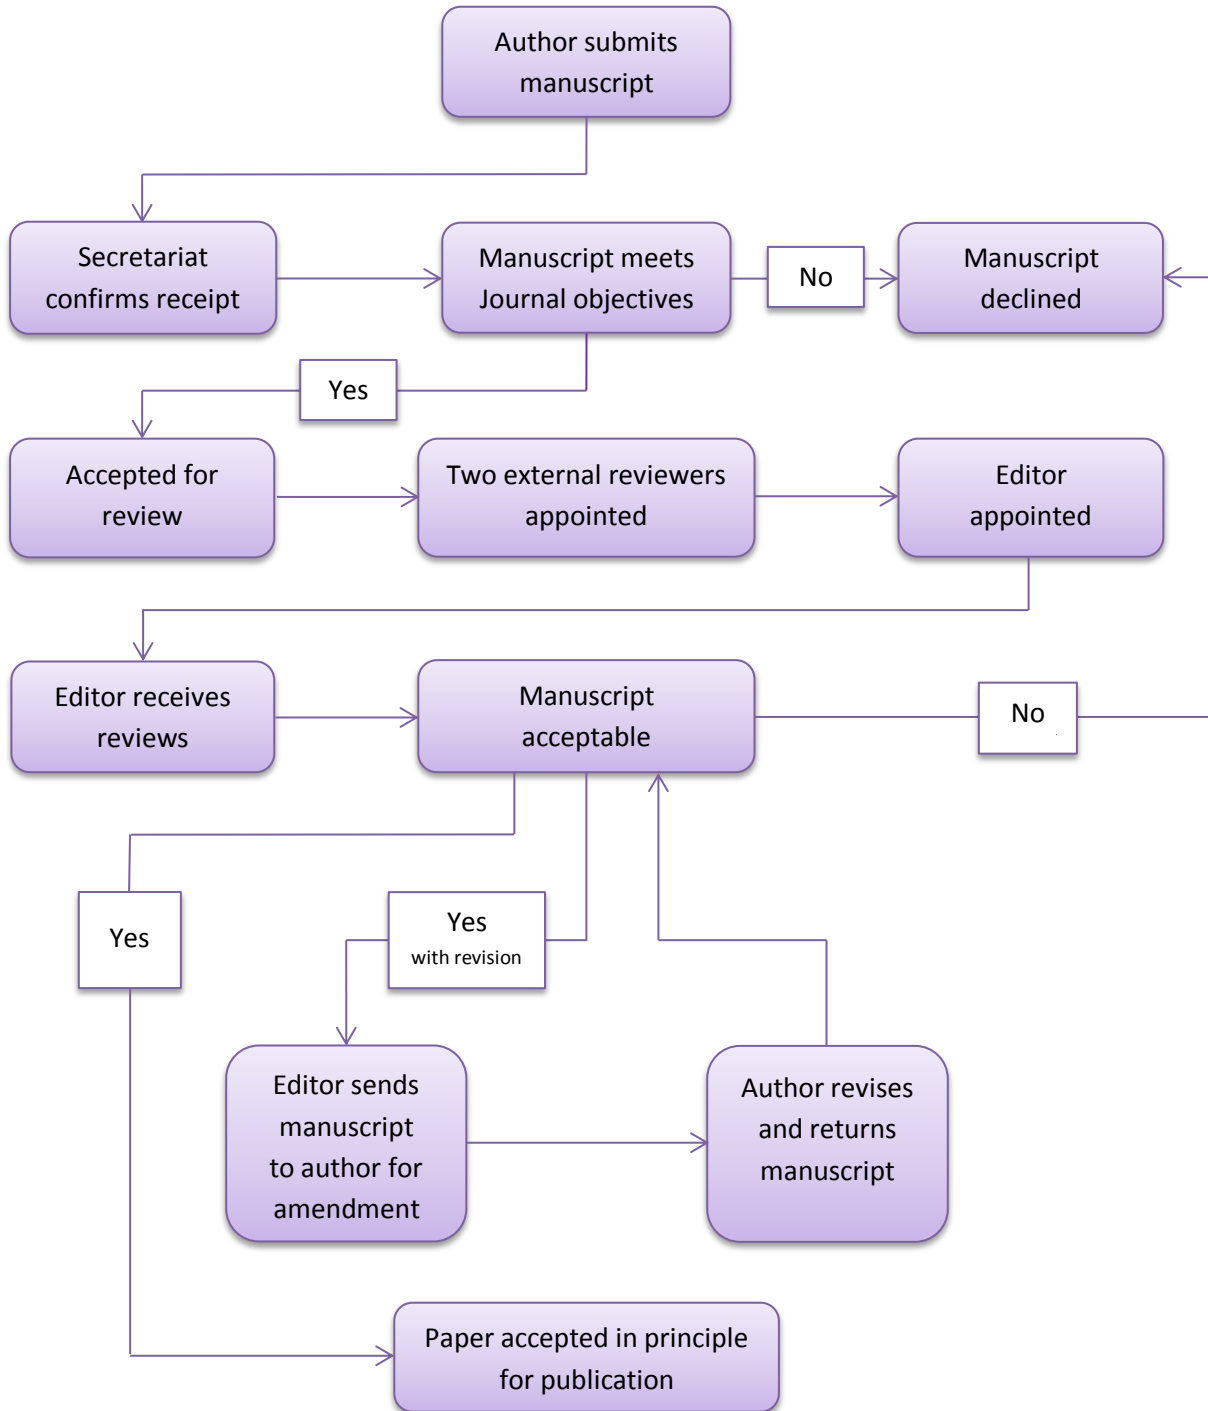 Author submits
manuscript
Secretariat
confirms receipt
Manuscript meets
Journal objectives
No
Manuscript
declined
Yes
Accepted for
review
Two external reviewers
appointed
Editor
appointed
Editor receives
reviews
Manuscript
acceptable
No
Yes
Yes
with revision
Editor sends
manuscript
to author for
amendment
Author revises
and returns
manuscript
Paper accepted in principle
for publication